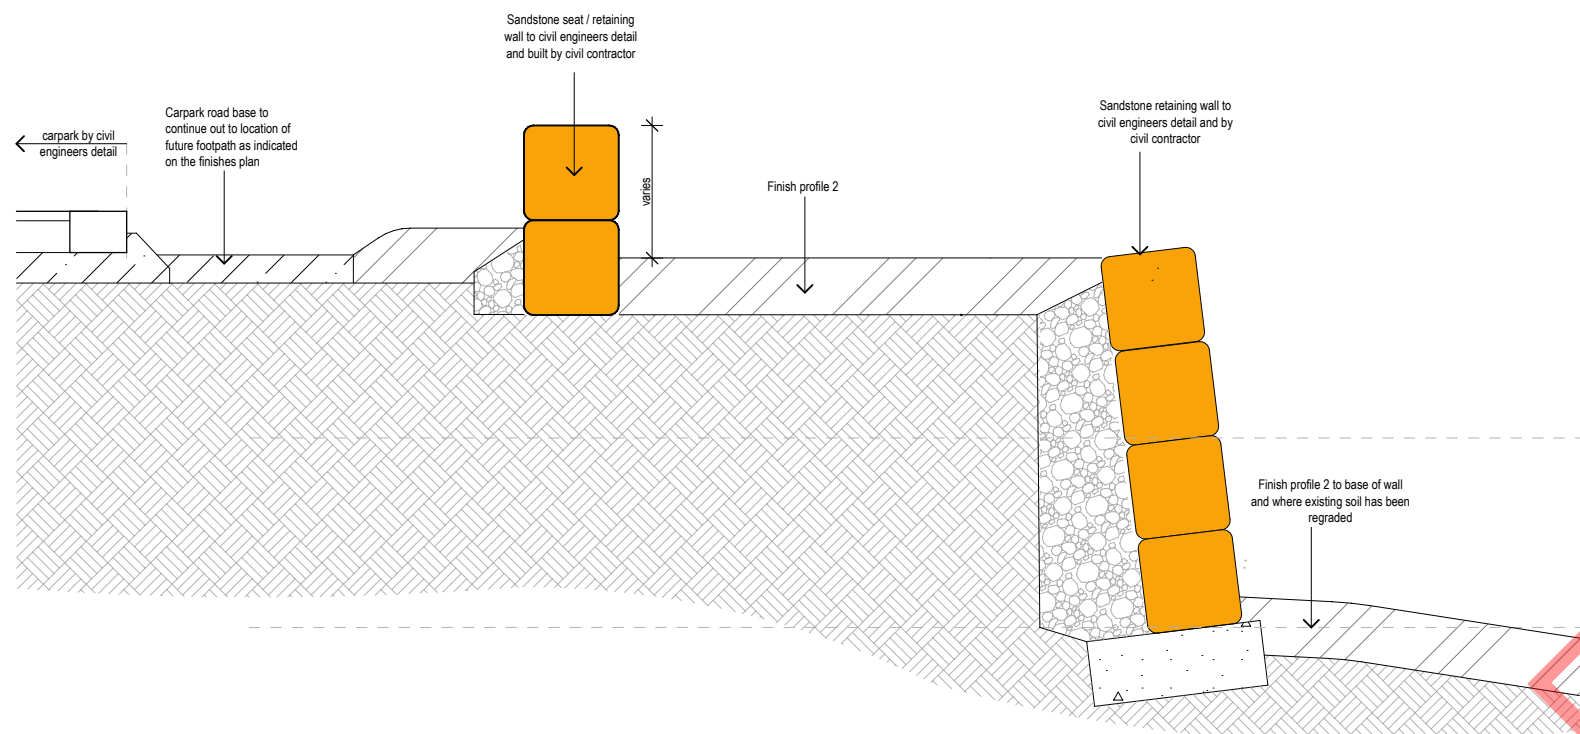 Sandstone seat / retaining
wall to civil engineers detail
and built by civil contractor
Carpark road base to
continue out to location of
future footpath as indicated
on the finishes plan
carpark by civil
engineers detail
varies
Finish profile 2
Sandstone retaining wall to
civil engineers detail and by
civil contractor
Finish profile 2 to base of wall
and where existing soil has been
regraded